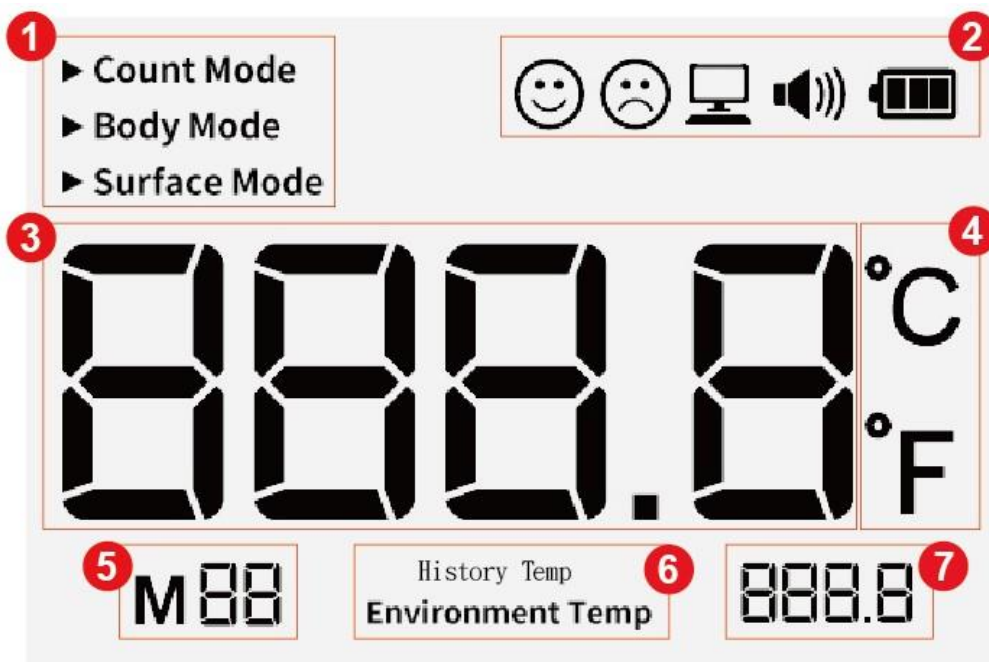 1
► Count Mode
► Body Mode
► Surface Mode
2
3
888.8
4
°C
°F
5
M88
6
History Temp
Environment Temp
7
888.8